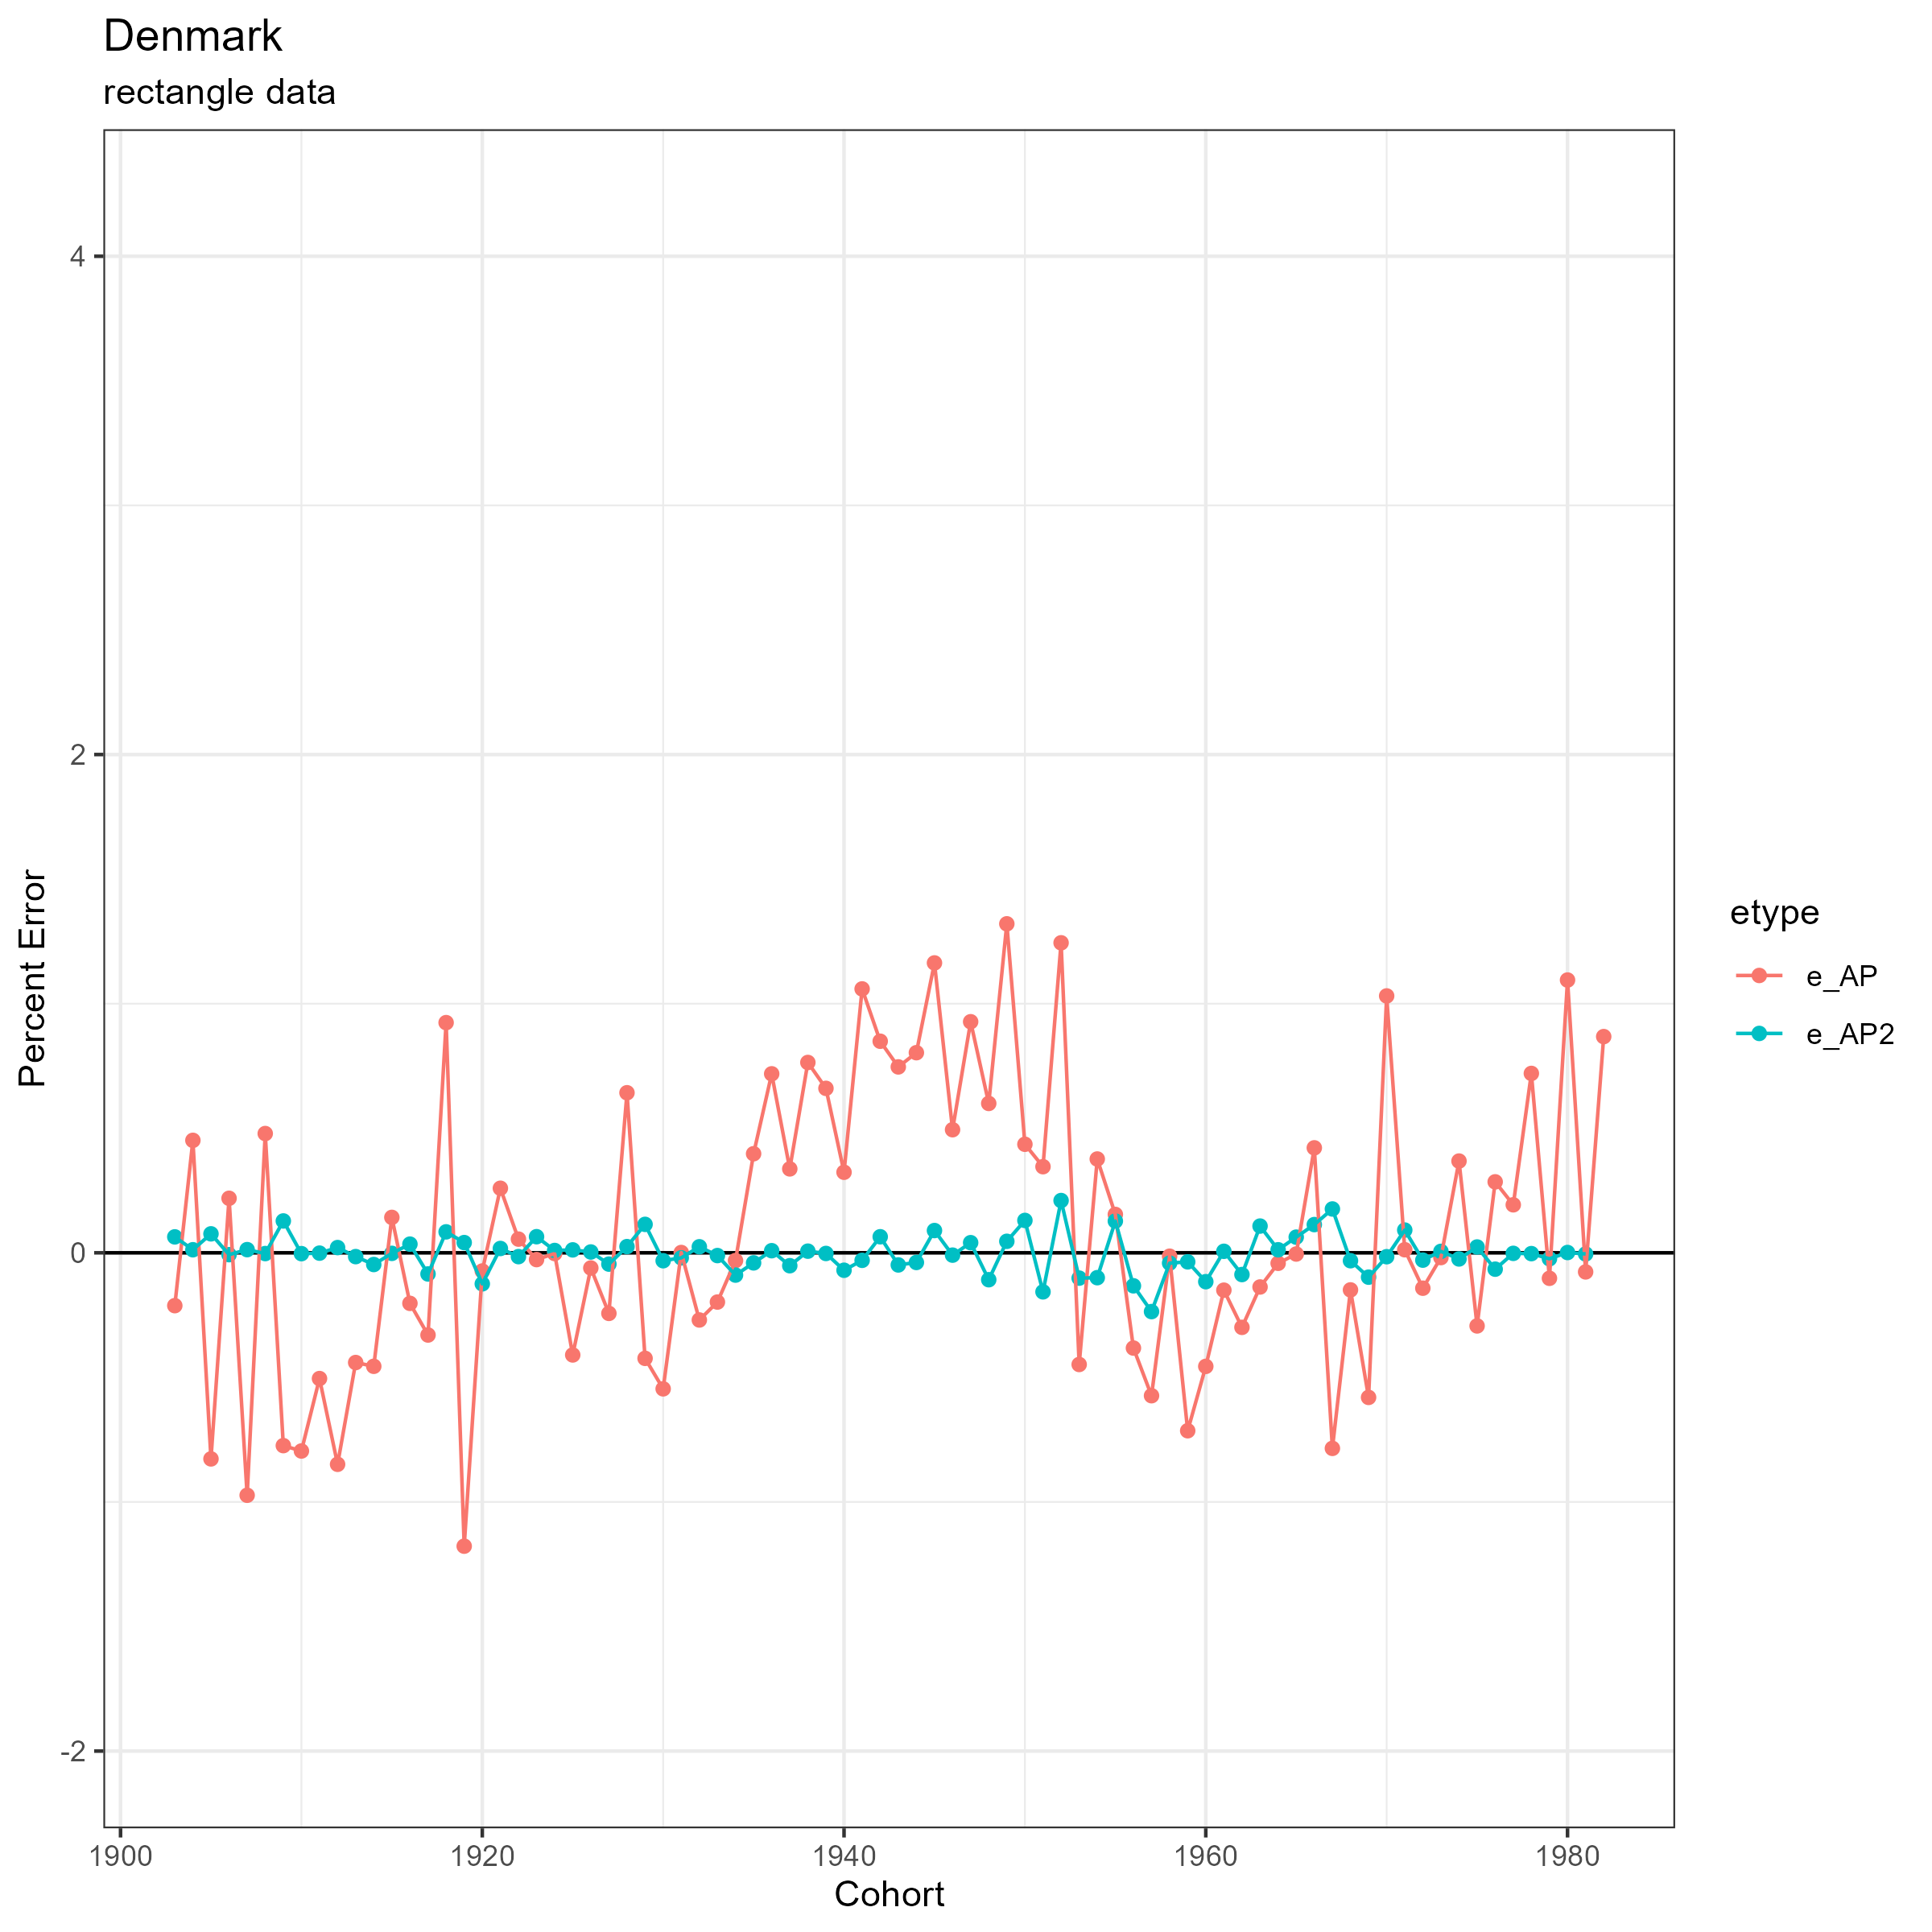 Denmark
rectangle data
4
2
0
-2
Percent Error
1900
1920
1940
1960
1980
Cohort
etype
e_AP
e_AP2